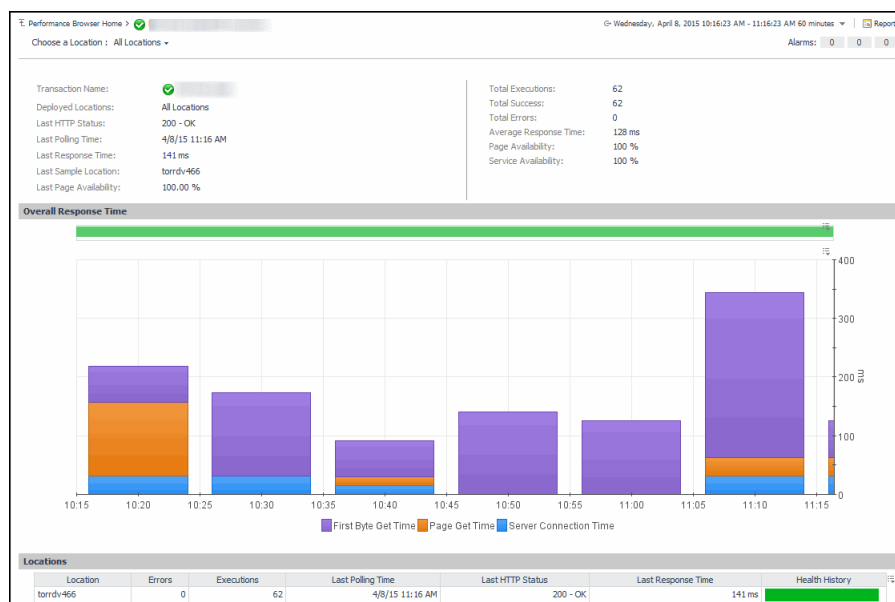 Performance Browser Home >
Wednesday, April 8, 2015 10:16:23 AM - 11:16:23 AM 60 minutes
Report
Choose a Location : All Locations
Alarms: 0 0 0
Transaction Name:
Deployed Locations: All Locations
Last HTTP Status: 200 - OK
Last Polling Time: 4/8/15 11:16 AM
Last Response Time: 141 ms
Last Sample Location: torrdv466
Last Page Availability: 100.00 %
Total Executions: 62
Total Success: 62
Total Errors: 0
Average Response Time: 128 ms
Page Availability: 100 %
Service Availability: 100 %
Overall Response Time
400
300
200
100
0
ms
10:15 10:20 10:25 10:30 10:35 10:40 10:45 10:50 10:55 11:00 11:05 11:10 11:15
First Byte Get Time Page Get Time Server Connection Time
Locations
Location Errors Executions Last Polling Time Last HTTP Status Last Response Time Health History
torrdv466 0 62 4/8/15 11:16 AM 200 - OK 141 ms